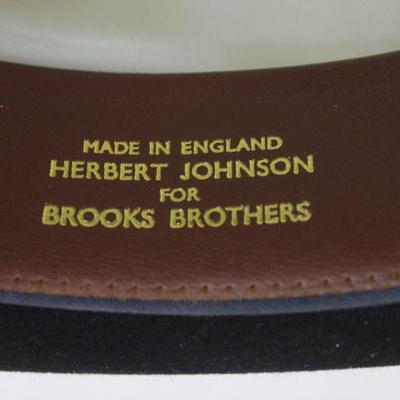 MADE IN ENGLAND
HERBERT JOHNSON
FOR
BROOKS BROTHERS